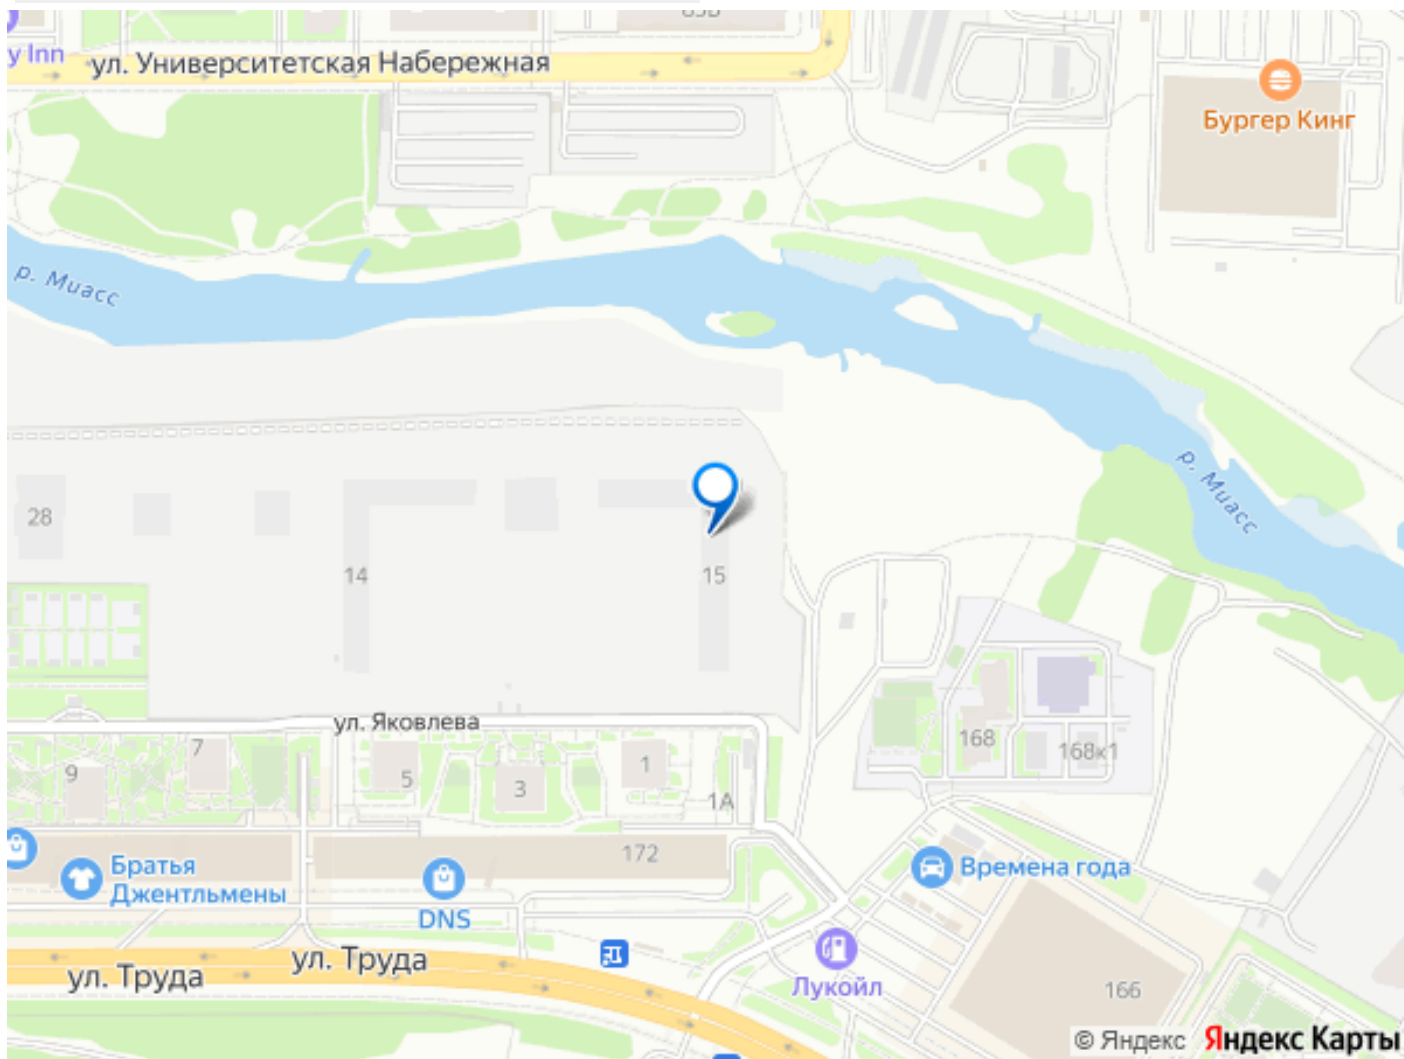 85В
y Inn
ул. Университетская Набережная
Бургер Кинг
р. Миасс
р. Миасс
28
14
15
ул. Яковлева
7
9
5
3
1
1А
168
168к1
172
Братья
Джентльмены
DNS
Времена года
ул. Труда
ул. Труда
Лукойл
166
© Яндекс Яндекс Карты